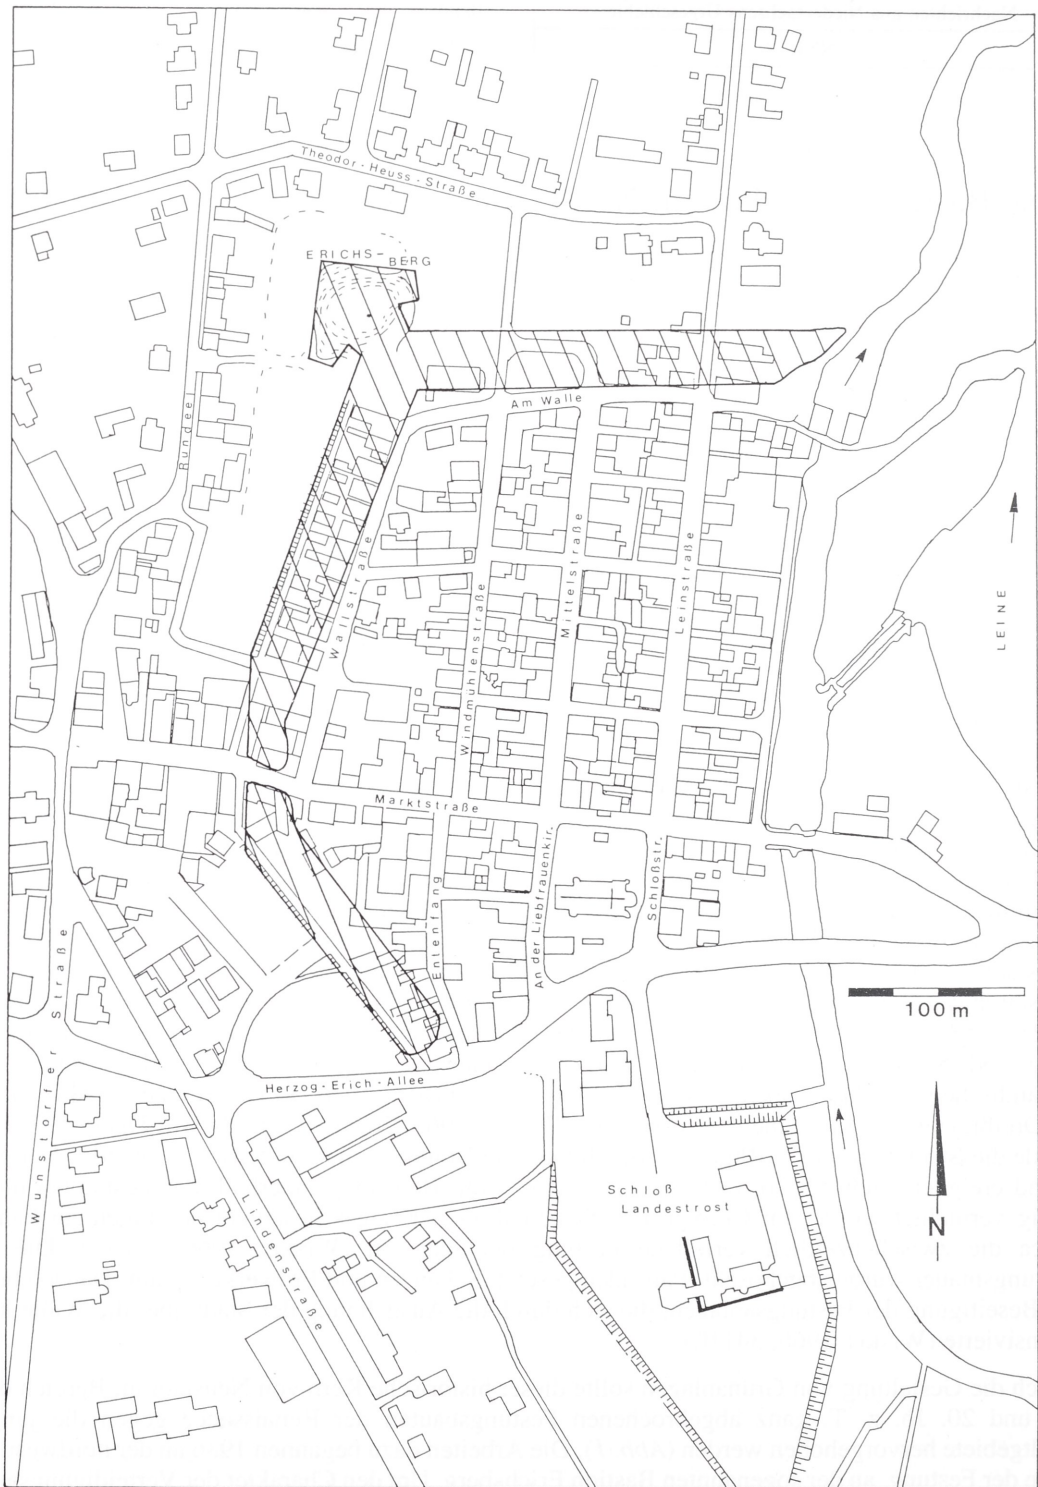 Theodor-Heuss-Straße
ERICHS-
BERG
Rundeel
Am Walle
Wallstraße
Windmühlenstraße
Mittelstraße
Leinstraße
LEINE
Marktstraße
Entenfang
An der Liebfrauenkir.
Schloßstr.
100 m
Wunstorfer Straße
Herzog-Erich-Allee
Lindenstraße
Schloß
Landestrost
N